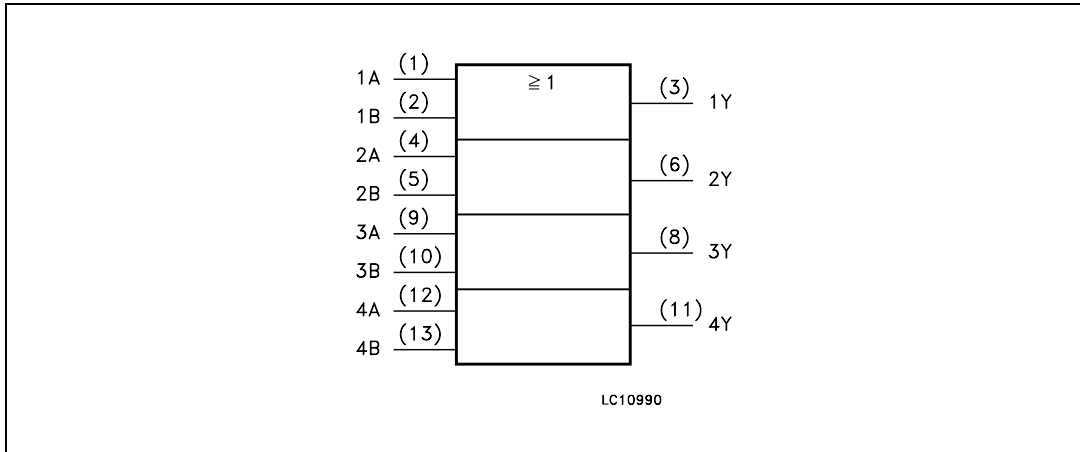 1A (1)
1B (2)
2A (4)
2B (5)
3A (9)
3B (10)
4A (12)
4B (13)
≧ 1
(3) 1Y
(6) 2Y
(8) 3Y
(11) 4Y
LC10990